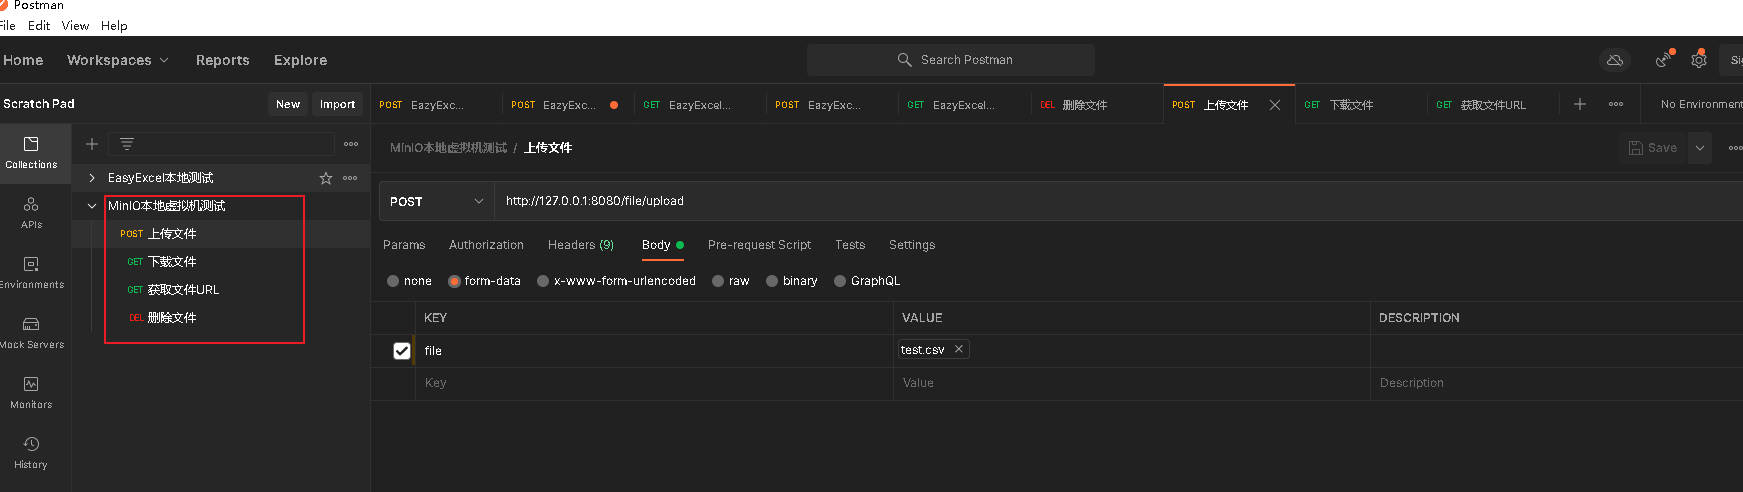 Postman
File Edit View Help
Home Workspaces Reports Explore Search Postman
Scratch Pad New Import
POST EazyExc... POST EazyExc... GET EazyExcel... POST EazyExc... GET EazyExcel... DEL 删除文件 POST 上传文件 GET 下载文件 GET 获取文件URL No Environment
Collections
APIs
Environments
Mock Servers
Monitors
History
EasyExcel本地测试
MinIO本地虚拟机测试
POST 上传文件
GET 下载文件
GET 获取文件URL
DEL 删除文件
MinIO本地虚拟机测试 / 上传文件 Save
POST http://127.0.0.1:8080/file/upload
Params Authorization Headers (9) Body Pre-request Script Tests Settings
none form-data x-www-form-urlencoded raw binary GraphQL
KEY VALUE DESCRIPTION
file test.csv
Key Value Description